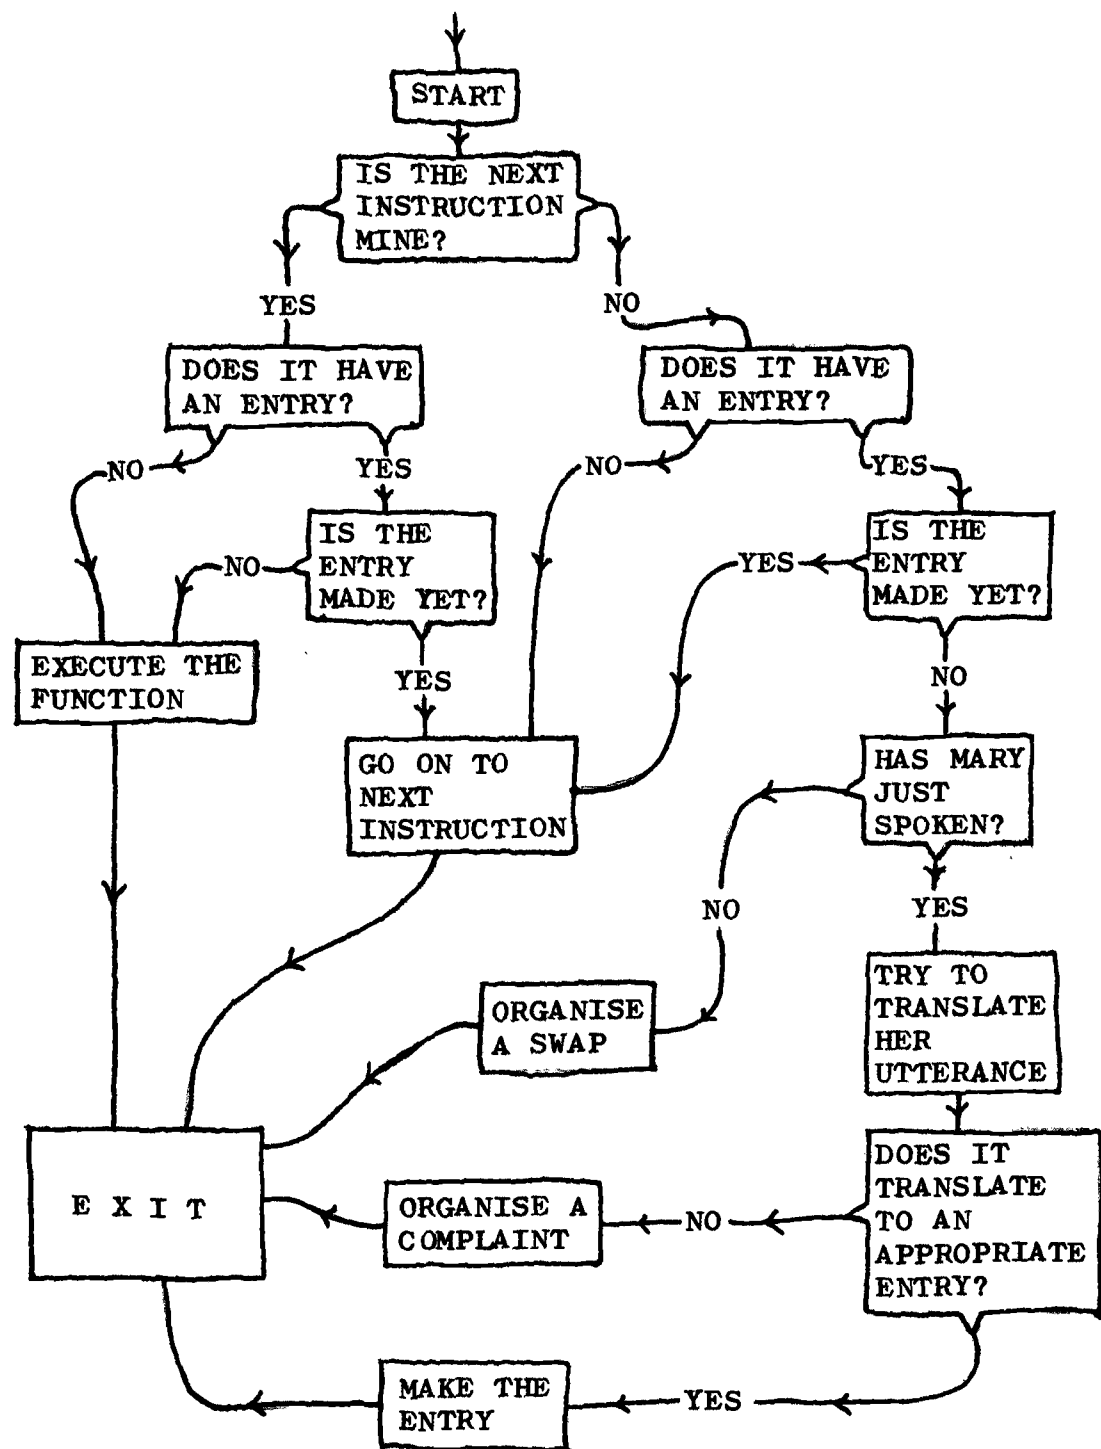 START
IS THE NEXT
INSTRUCTION
MINE?
YES
NO
DOES IT HAVE
AN ENTRY?
DOES IT HAVE
AN ENTRY?
NO
YES
NO
YES
IS THE
ENTRY
MADE YET?
IS THE
ENTRY
MADE YET?
NO
YES
EXECUTE THE
FUNCTION
YES
NO
GO ON TO
NEXT
INSTRUCTION
HAS MARY
JUST
SPOKEN?
NO
YES
ORGANISE
A SWAP
TRY TO
TRANSLATE
HER
UTTERANCE
EXIT
ORGANISE A
COMPLAINT
NO
DOES IT
TRANSLATE
TO AN
APPROPRIATE
ENTRY?
MAKE THE
ENTRY
YES